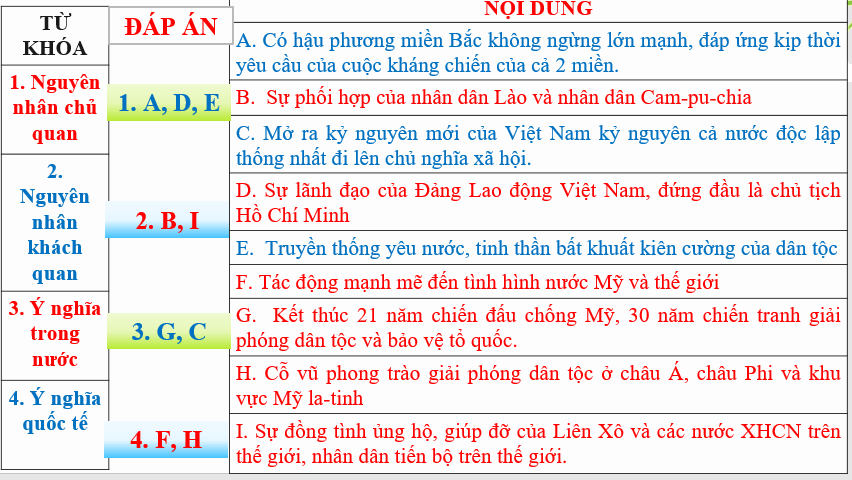 TỪ
KHÓA
1. Nguyên
nhân chủ
quan
2.
Nguyên
nhân
khách
quan
3. Ý nghĩa
trong
nước
4. Ý nghĩa
quốc tế
ĐÁP ÁN
1. A, D, E
2. B, I
3. G, C
4. F, H
NỘI DUNG
A. Có hậu phương miền Bắc không ngừng lớn mạnh, đáp ứng kịp thời
yêu cầu của cuộc kháng chiến của cả 2 miền.
B. Sự phối hợp của nhân dân Lào và nhân dân Cam-pu-chia
C. Mở ra kỷ nguyên mới của Việt Nam kỷ nguyên cả nước độc lập
thống nhất đi lên chủ nghĩa xã hội.
D. Sự lãnh đạo của Đảng Lao động Việt Nam, đứng đầu là chủ tịch
Hồ Chí Minh
E. Truyền thống yêu nước, tinh thần bất khuất kiên cường của dân tộc
F. Tác động mạnh mẽ đến tình hình nước Mỹ và thế giới
G. Kết thúc 21 năm chiến đấu chống Mỹ, 30 năm chiến tranh giải
phóng dân tộc và bảo vệ tổ quốc.
H. Cỗ vũ phong trào giải phóng dân tộc ở châu Á, châu Phi và khu
vực Mỹ la-tinh
I. Sự đồng tình ủng hộ, giúp đỡ của Liên Xô và các nước XHCN trên
thế giới, nhân dân tiến bộ trên thế giới.